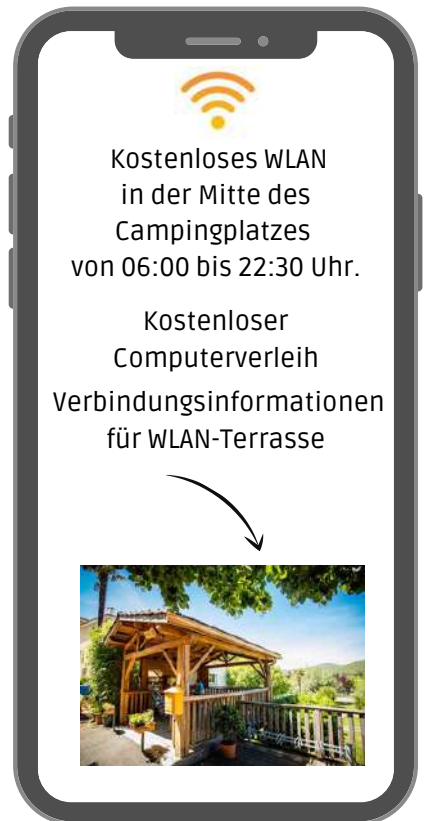 Kostenloses WLAN
in der Mitte des
Campingplatzes
von 06:00 bis 22:30 Uhr.
Kostenloser
Computerverleih
Verbindungsinformationen
für WLAN-Terrasse